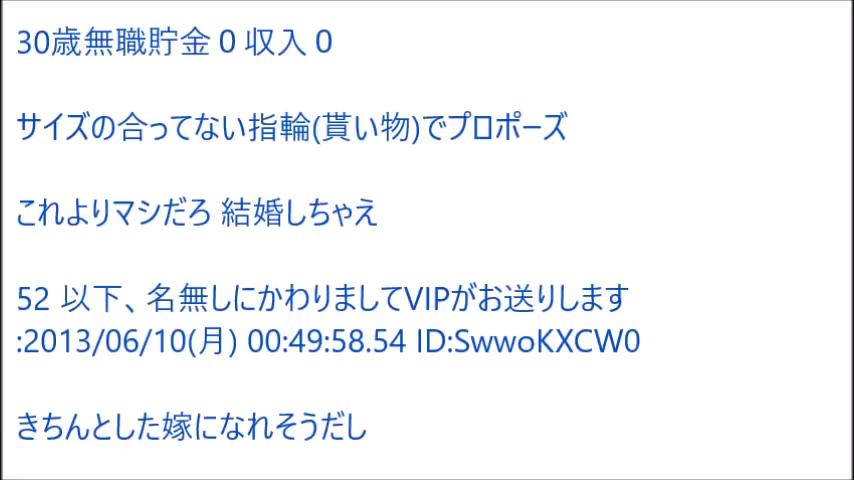 30歳無職貯金０収入０
サイズの合ってない指輪(貰い物)でプロポーズ
これよりマシだろ 結婚しちゃえ
52 以下、名無しにかわりましてVIPがお送りします
:2013/06/10(月) 00:49:58.54 ID:SwwoKXCW0
きちんとした嫁になれそうだし